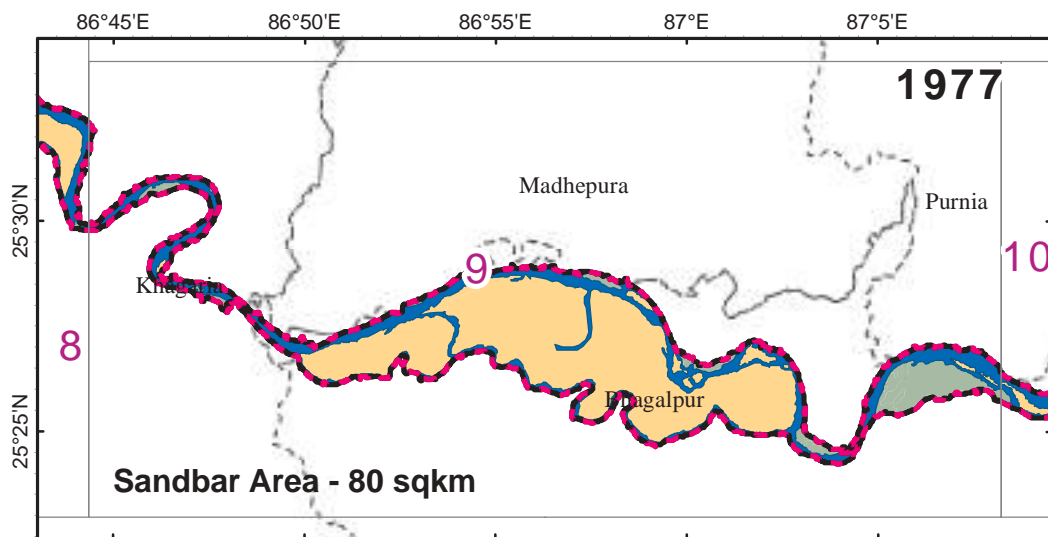 86°45'E 86°50'E 86°55'E 87°E 87°5'E
1977
Madhepura
Purnia
25°30'N
9
10
Khagaria
8
Bhagalpur
25°25'N
Sandbar Area - 80 sqkm